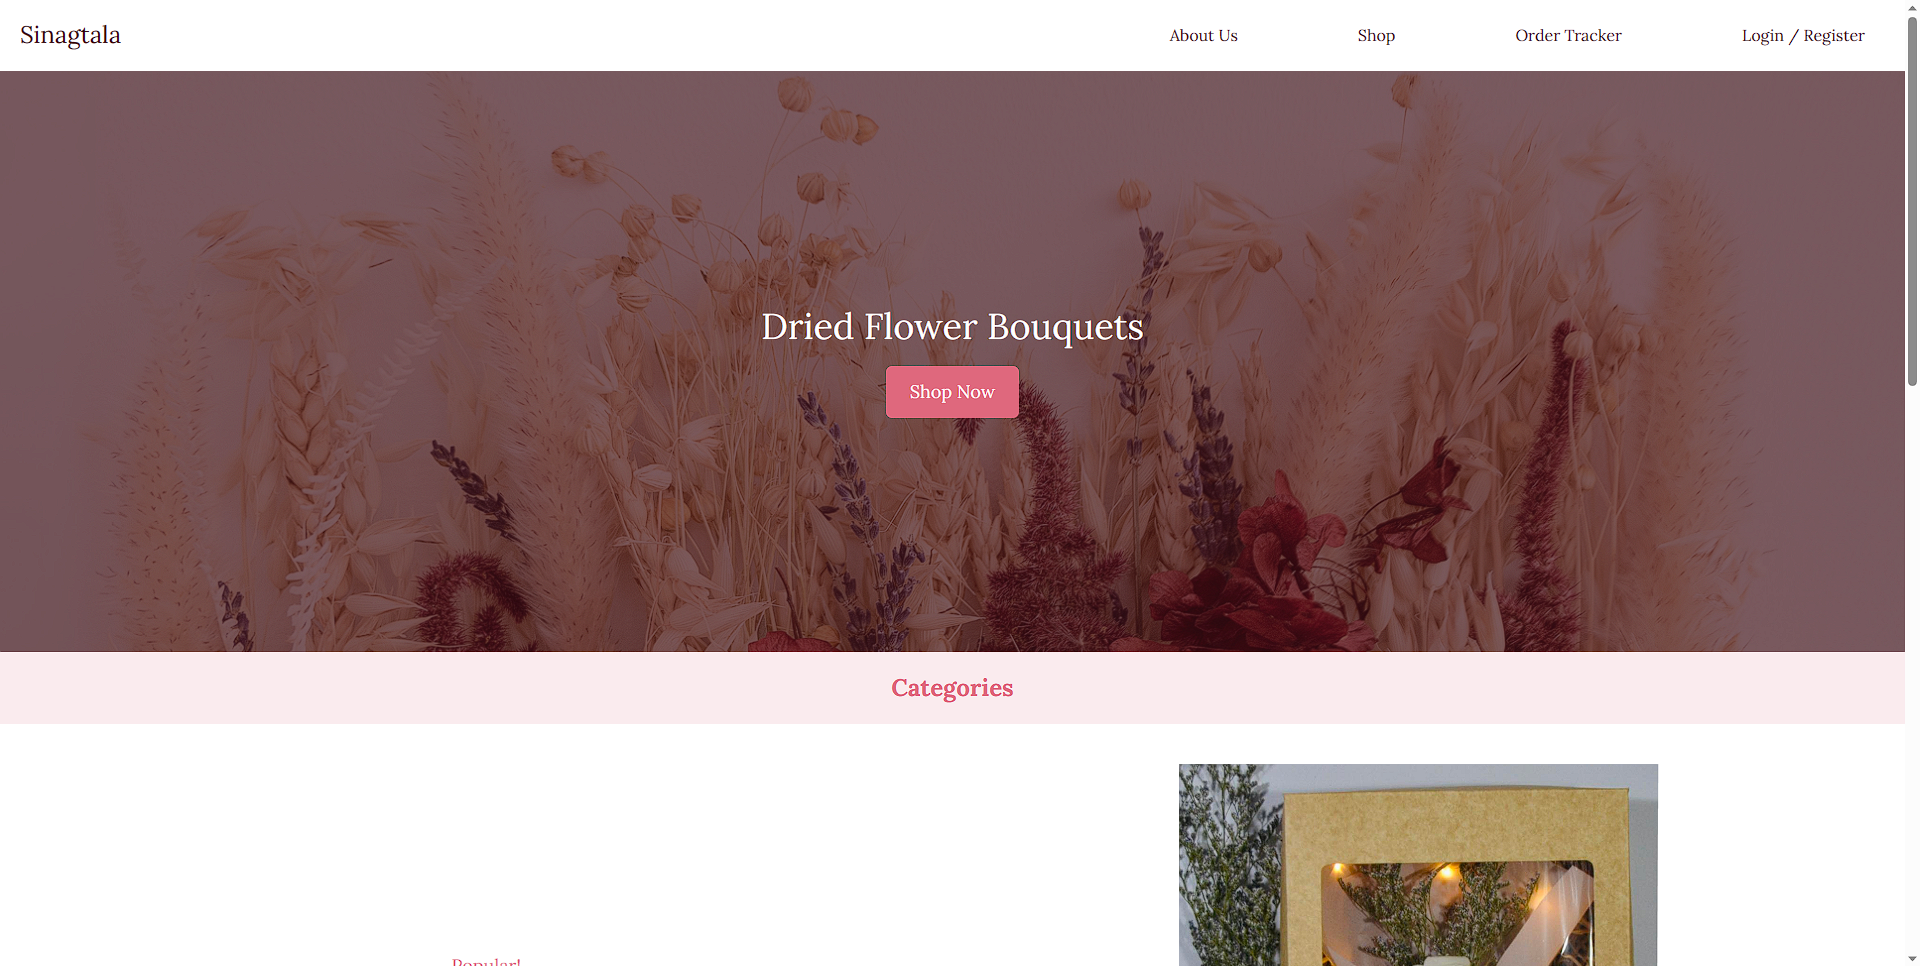 Sinagtala
About Us
Shop
Order Tracker
Login / Register
Dried Flower Bouquets
Shop Now
Categories
Popular!